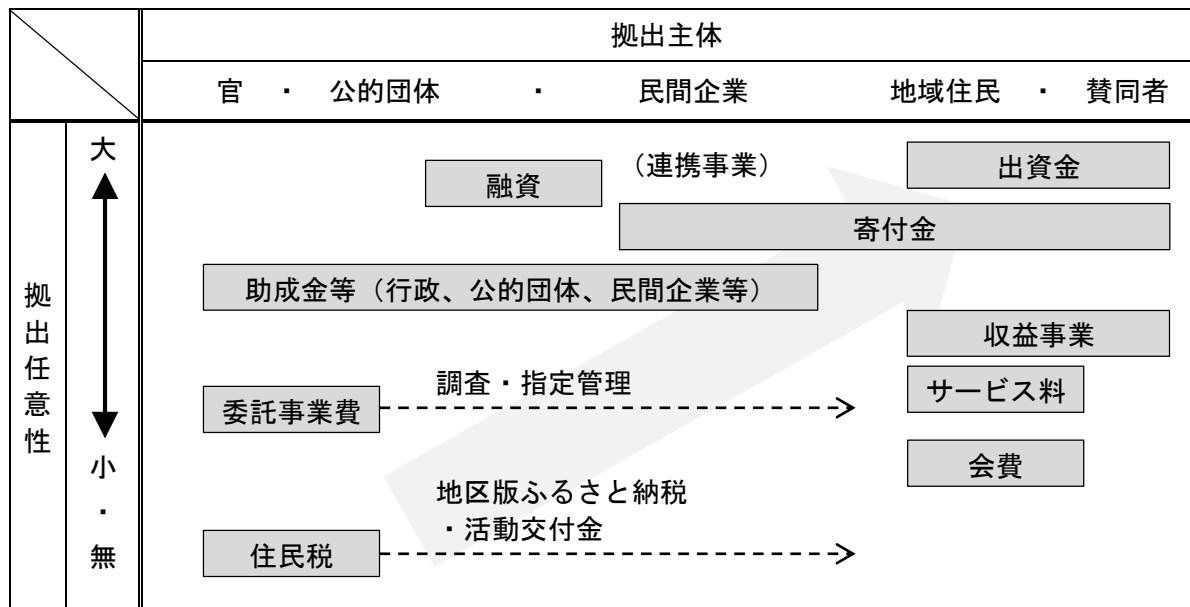 拠出主体
官 ・ 公的団体 ・ 民間企業 地域住民 ・ 賛同者
拠出任意性
大
小・無
融資
(連携事業)
出資金
寄付金
助成金等（行政、公的団体、民間企業等）
収益事業
委託事業費
調査・指定管理
サービス料
会費
住民税
地区版ふるさと納税
・活動交付金